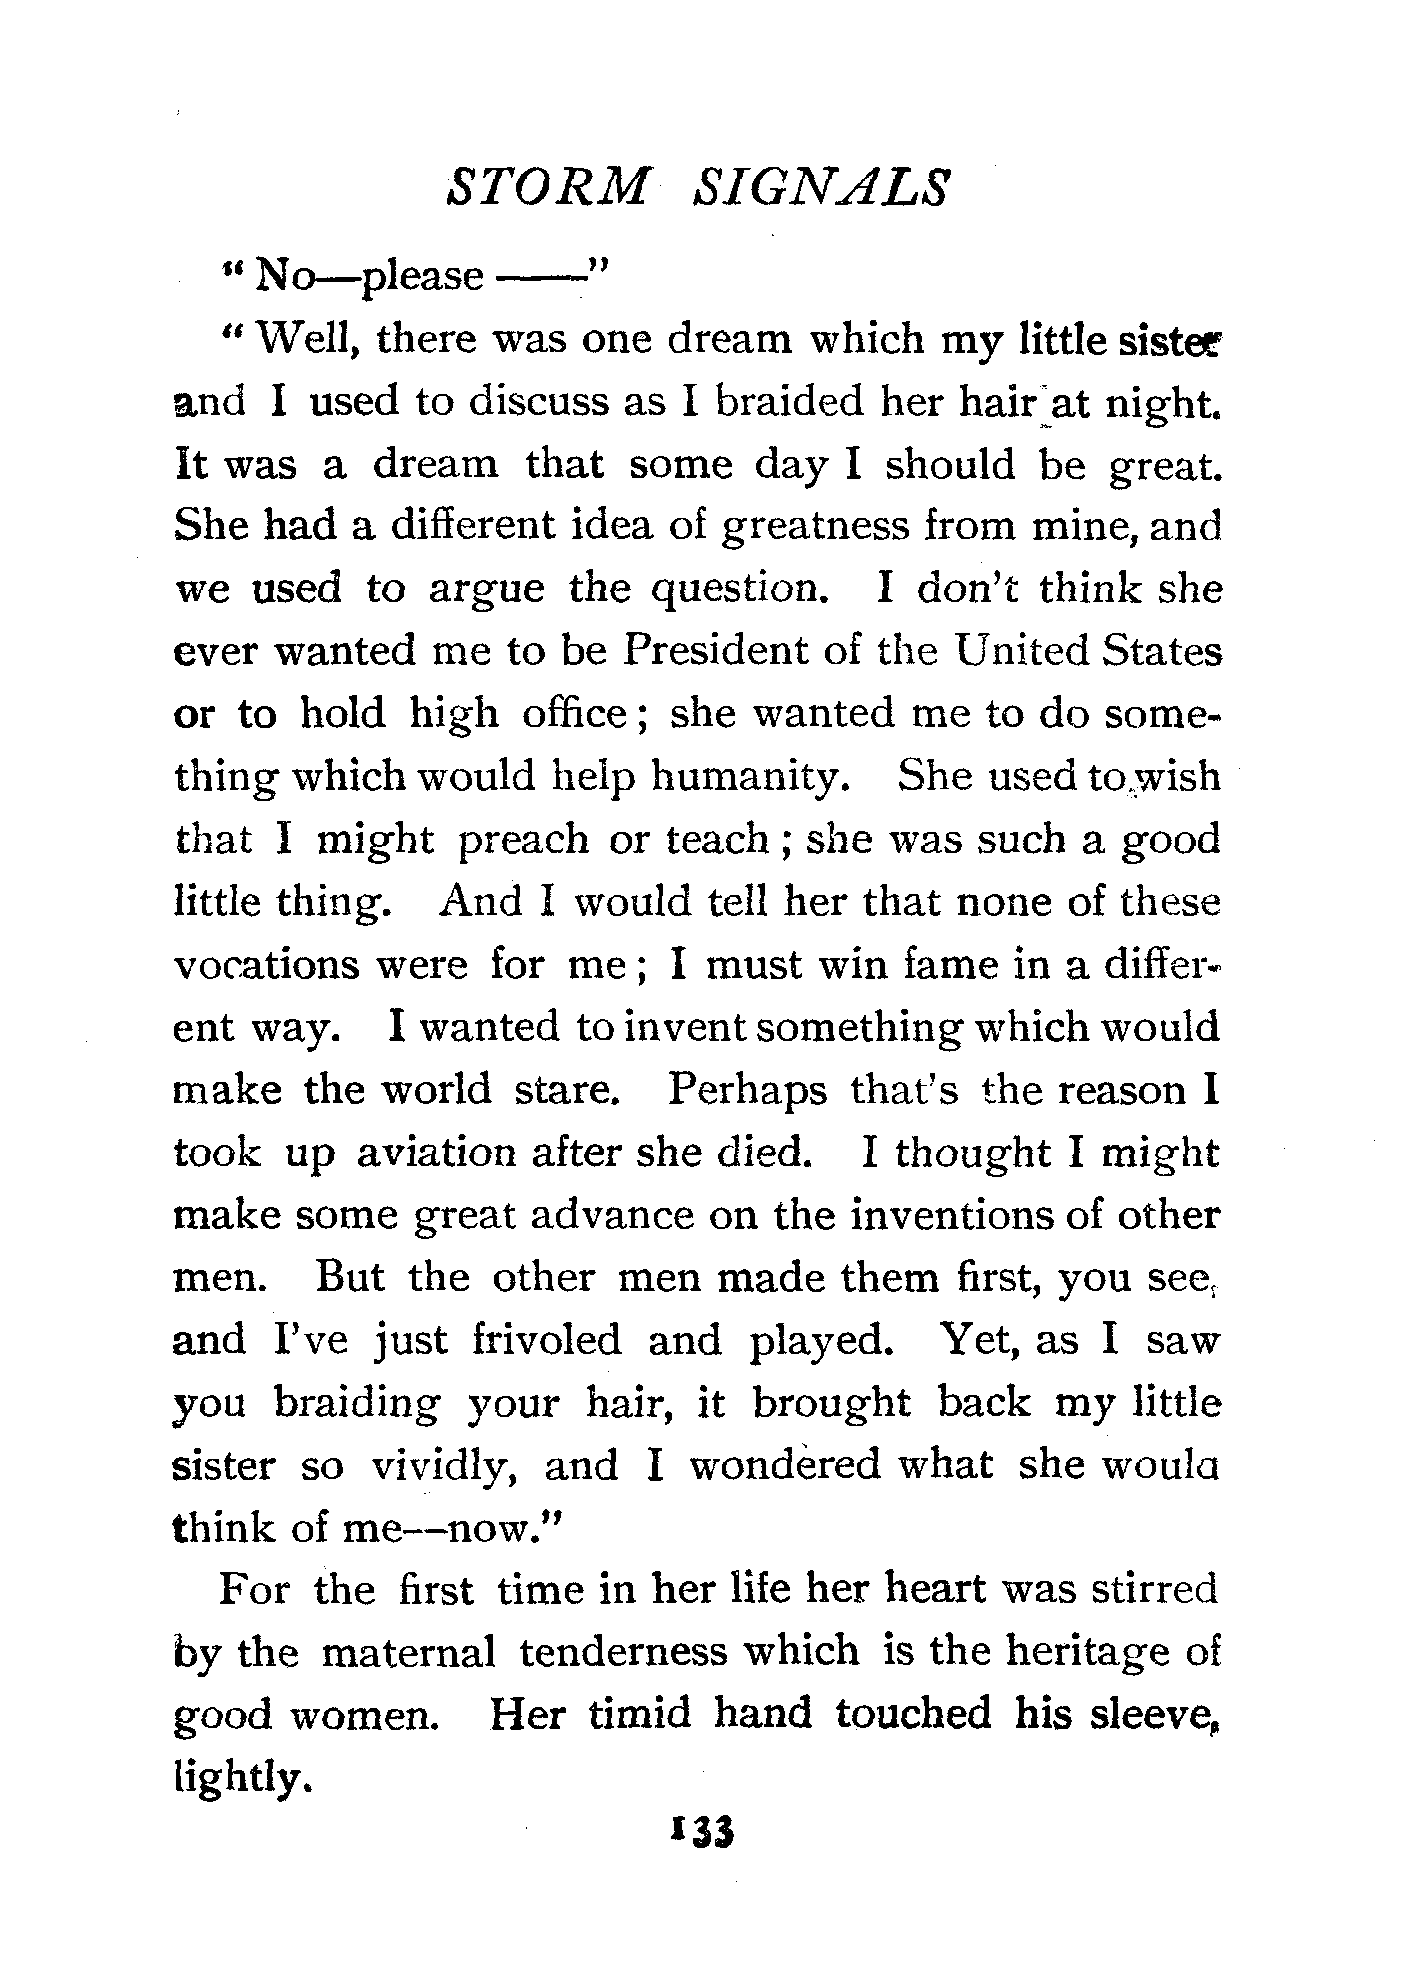 STORM SIGNALS
“ No—please ——”
“ Well, there was one dream which my little sister
and I used to discuss as I braided her hair at night.
It was a dream that some day I should be great.
She had a different idea of greatness from mine, and
we used to argue the question. I don’t think she
ever wanted me to be President of the United States
or to hold high office ; she wanted me to do some-
thing which would help humanity. She used to wish
that I might preach or teach ; she was such a good
little thing. And I would tell her that none of these
vocations were for me ; I must win fame in a differ-
ent way. I wanted to invent something which would
make the world stare. Perhaps that’s the reason I
took up aviation after she died. I thought I might
make some great advance on the inventions of other
men. But the other men made them first, you see,
and I’ve just frivoled and played. Yet, as I saw
you braiding your hair, it brought back my little
sister so vividly, and I wondered what she would
think of me—now.”
For the first time in her life her heart was stirred
by the maternal tenderness which is the heritage of
good women. Her timid hand touched his sleeve,
lightly.
133